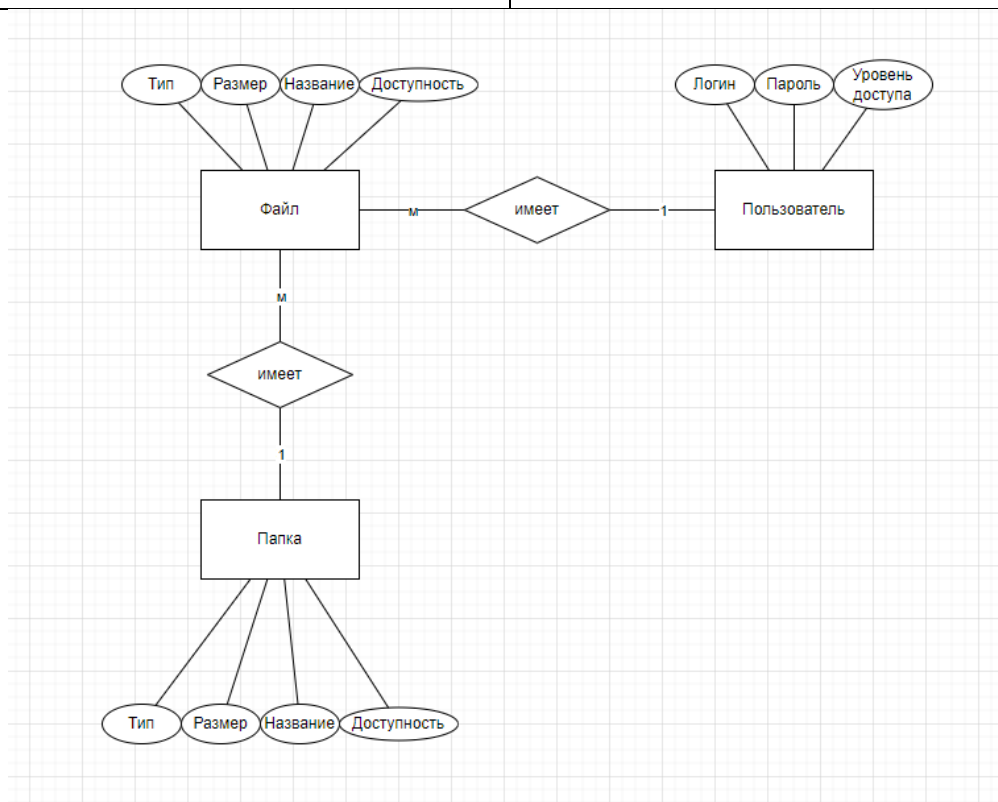 Тип Размер Название Доступность
Логин Пароль Уровень
доступа
Файл м имеет 1 Пользователь
м
имеет
1
Папка
Тип Размер Название Доступность